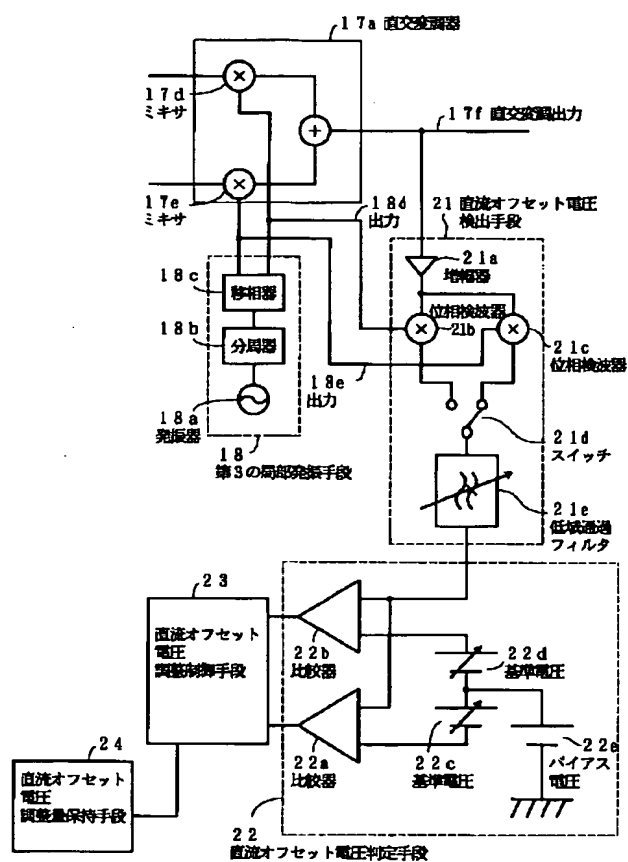 17a 直交変調器
17d
ミキサ
17f 直交変調出力
17e
ミキサ
18d
出力
21 直流オフセット電圧
検出手段
21a
増幅器
18c
移相器
18b
分周器
位相検波器
21b
21c
位相検波器
18e
出力
18a
発振器
18
第3の局部発振手段
21d
スイッチ
21e
低域通過
フィルタ
23
直流オフセット
電圧
調整制御手段
22b
比較器
22d
基準電圧
22a
比較器
22c
基準電圧
22e
バイアス
電圧
24
直流オフセット
電圧
調整量保持手段
22
直流オフセット電圧判定手段